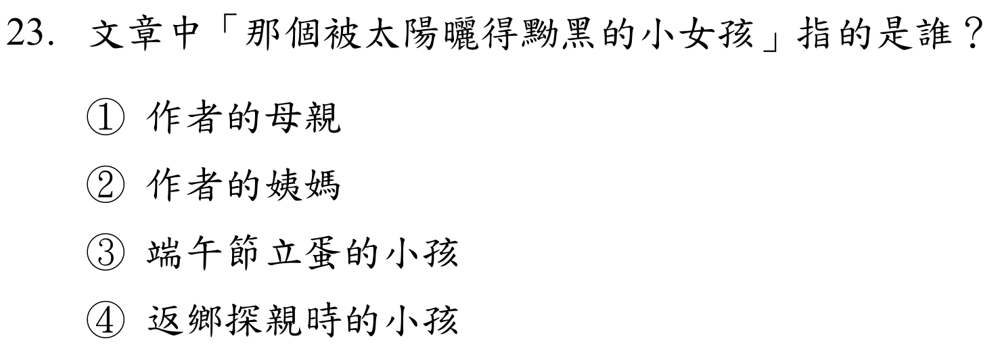 23. 文章中「那個被太陽曬得黝黑的小女孩」指的是誰？
① 作者的母親
② 作者的姨媽
③ 端午節立蛋的小孩
④ 返鄉探親時的小孩